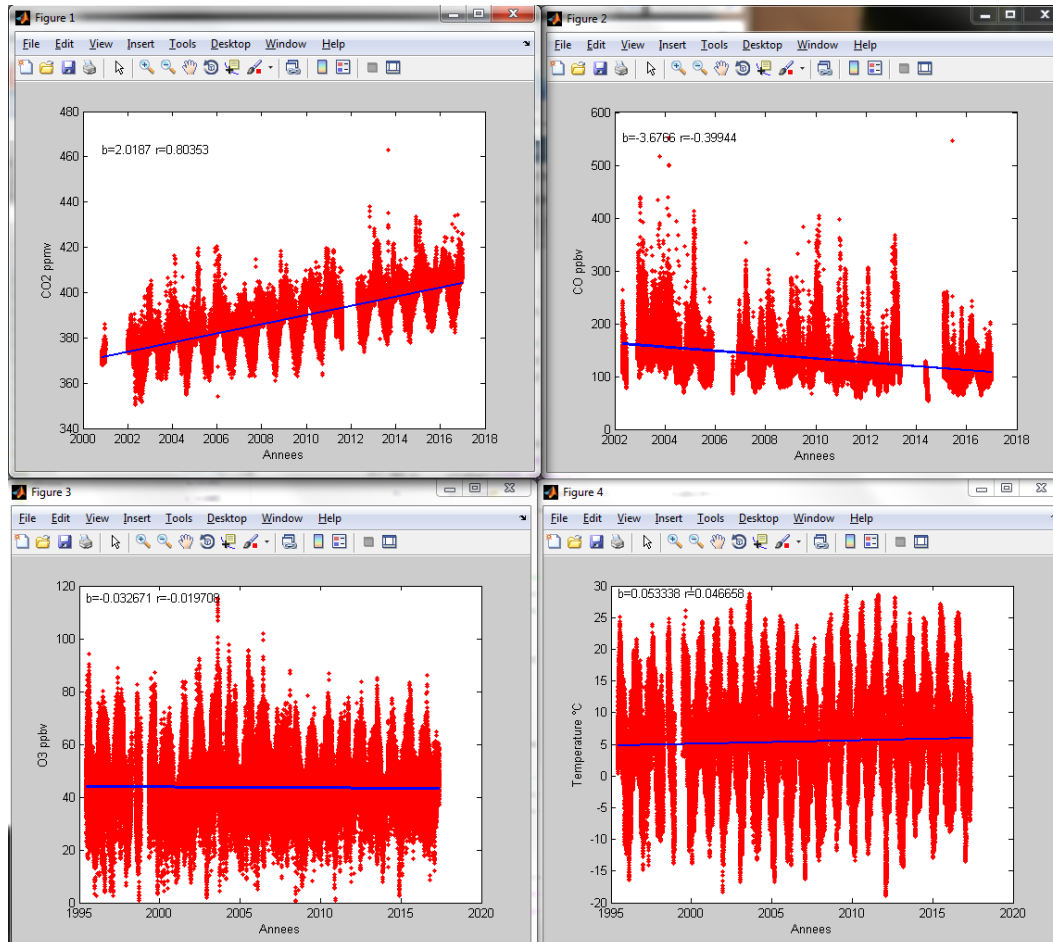 Figure 1
File Edit View Insert Tools Desktop Window Help
480
460
440
420
400
380
360
340
CO2 ppmv
b=2.0187 r=0.80353
2000 2002 2004 2006 2008 2010 2012 2014 2016 2018
Annees
Figure 2
File Edit View Insert Tools Desktop Window Help
600
500
400
300
200
100
0
CO ppbv
b=-3.6766 r=-0.39944
2002 2004 2006 2008 2010 2012 2014 2016 2018
Annees
Figure 3
File Edit View Insert Tools Desktop Window Help
120
100
80
60
40
20
0
O3 ppbv
b=-0.032671 r=-0.019708
1995 2000 2005 2010 2015 2020
Annees
Figure 4
File Edit View Insert Tools Desktop Window Help
30
25
20
15
10
5
0
-5
-10
-15
-20
Temperature °C
b=0.053338 r=0.046658
1995 2000 2005 2010 2015 2020
Annees